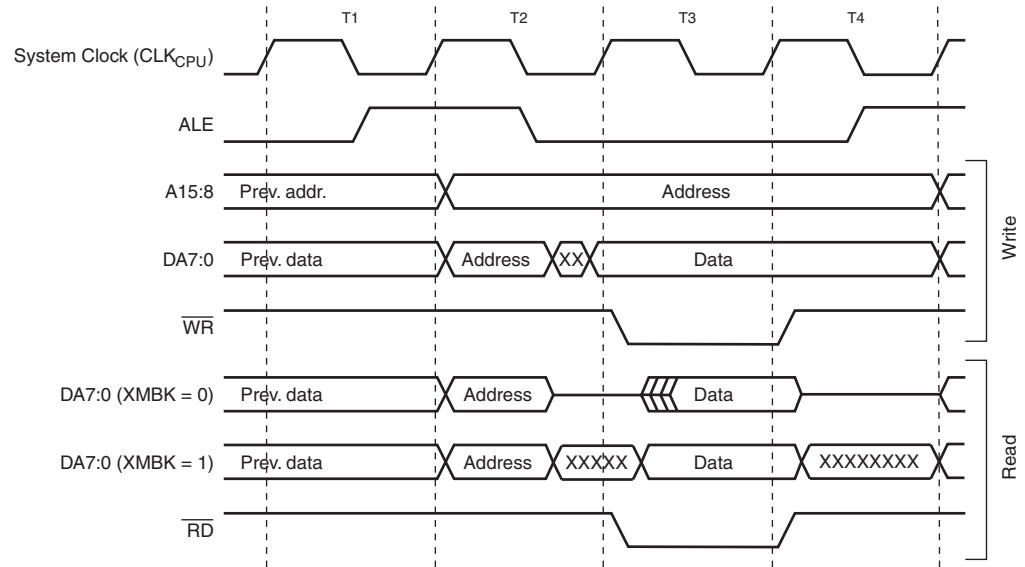 T1 T2 T3 T4
System Clock (CLKCPU)
ALE
A15:8 Prev. addr. Address
DA7:0 Prev. data Address XX Data
WR
Write
DA7:0 (XMBK = 0) Prev. data Address Data
DA7:0 (XMBK = 1) Prev. data Address XXXXX Data XXXXXXXX
RD
Read